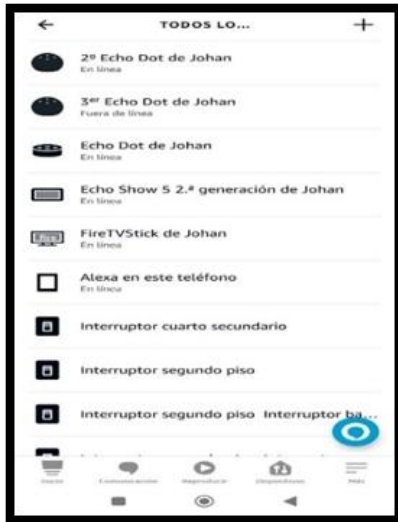 TODOS LO...
2º Echo Dot de Johan
En línea
3er Echo Dot de Johan
Fuera de línea
Echo Dot de Johan
En línea
Echo Show 5 2.ª generación de Johan
En línea
FireTVStick de Johan
En línea
Alexa en este teléfono
En línea
Interruptor cuarto secundario
Interruptor segundo piso
Interruptor segundo piso Interruptor ba...
Inicio Comunicación Reproducir Dispositivos Más